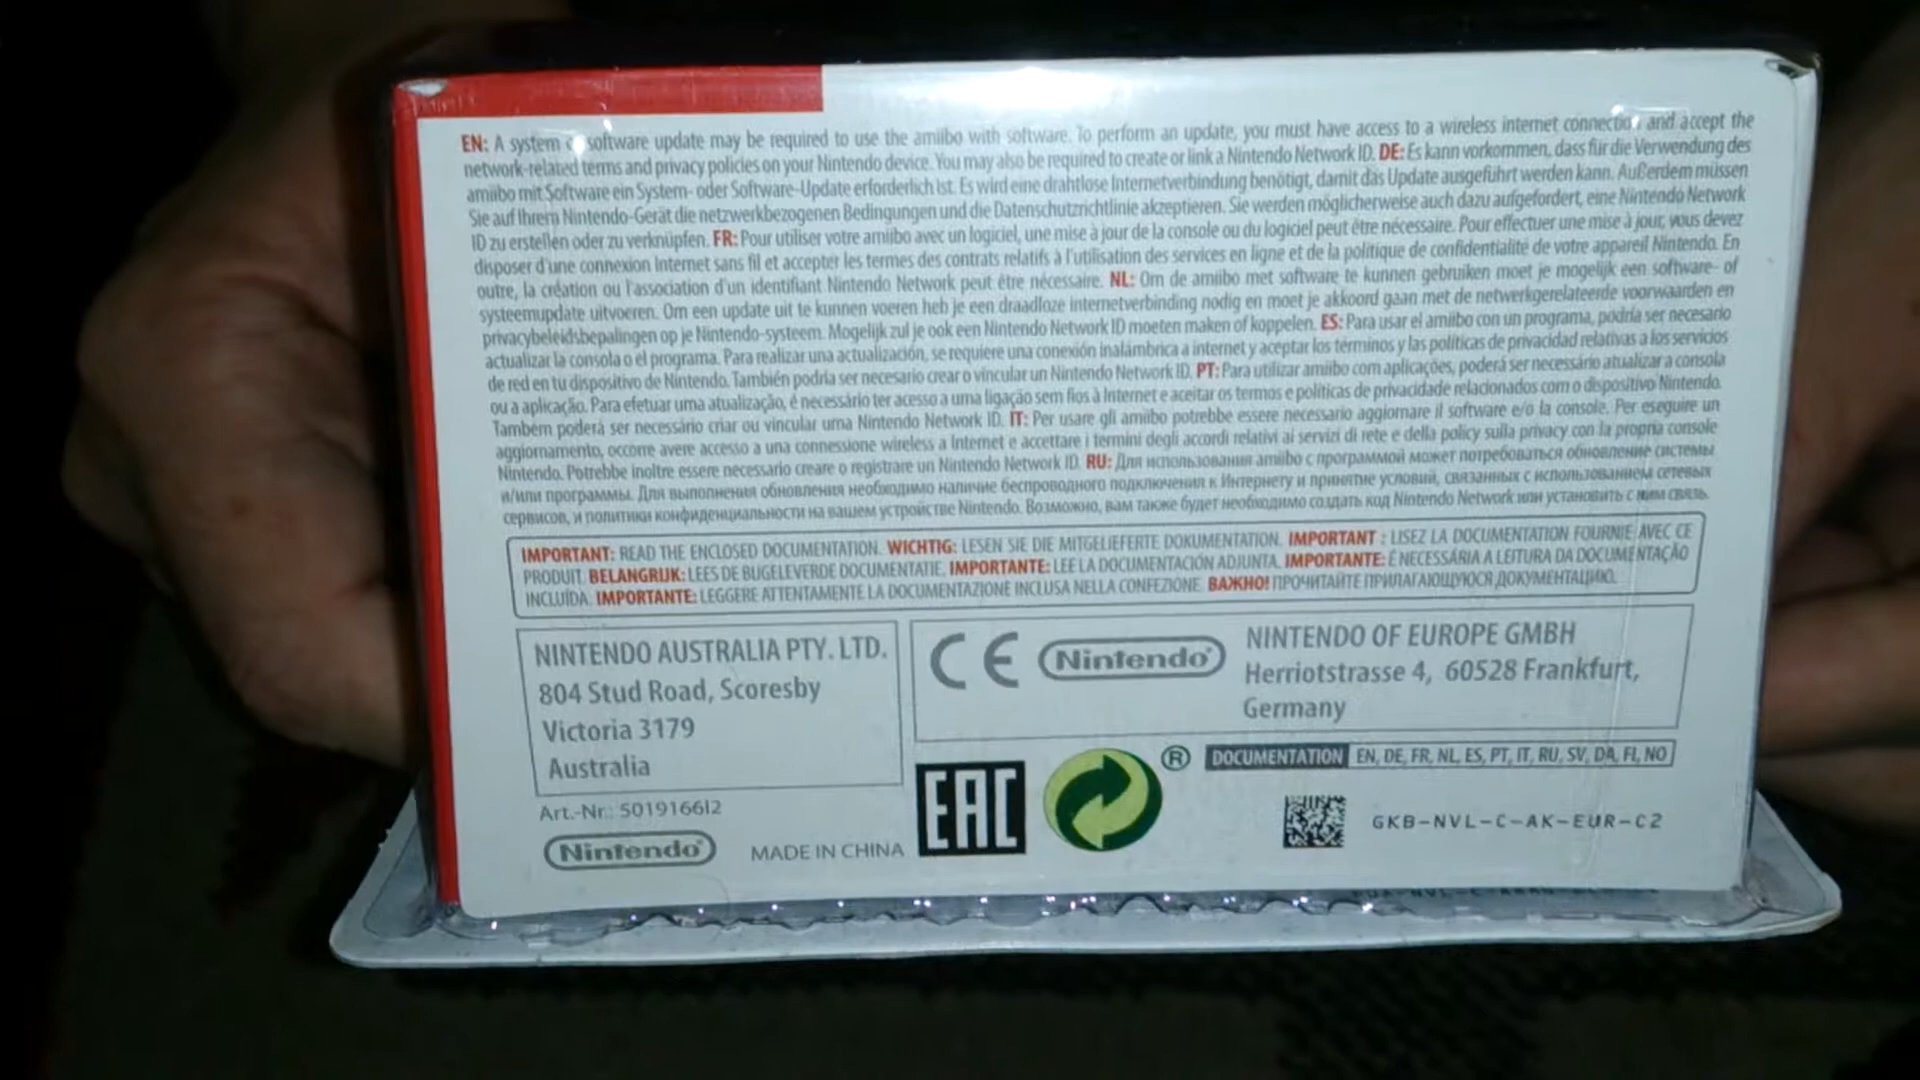 EN: A system software update may be required to use the amiibo with software. To perform an update, you must have access to a wireless internet connection and accept the
network-related terms and privacy policies on your Nintendo device. You may also be required to create or link a Nintendo Network ID. DE: Es kann vorkommen, dass für die Verwendung des
amiibo mit Software ein System- oder Software-Update erforderlich ist. Es wird eine drahtlose Internetverbindung benötigt, damit das Update ausgeführt werden kann. Außerdem müssen
Sie auf Ihrem Nintendo-Gerät die netzwerkbezogenen Bedingungen und die Datenschutzrichtlinie akzeptieren. Sie werden möglicherweise auch dazu aufgefordert, eine Nintendo Network
ID zu erstellen oder zu verknüpfen. FR: Pour utiliser votre amiibo avec un logiciel, une mise à jour de la console ou du logiciel peut être nécessaire. Pour effectuer une mise à jour, vous devez
disposer d'une connexion Internet sans fil et accepter les termes des contrats relatifs à l'utilisation des services en ligne et de la politique de confidentialité de votre appareil Nintendo. En
outre, la création ou l'association d'un identifiant Nintendo Network peut être nécessaire. NL: Om de amiibo met software te kunnen gebruiken moet je mogelijk een software- of
systeemupdate uitvoeren. Om een update uit te kunnen voeren heb je een draadloze internetverbinding nodig en moet je akkoord gaan met de netwerkgerelateerde voorwaarden en
privacybeleidsbepalingen op je Nintendo-systeem. Mogelijk zul je ook een Nintendo Network ID moeten maken of koppelen. ES: Para usar el amiibo con un programa, podría ser necesario
actualizar la consola o el programa. Para realizar una actualización, se requiere una conexión inalámbrica a internet y aceptar los términos y las políticas de privacidad relativas a los servicios
de red en tu dispositivo de Nintendo. También podría ser necesario crear o vincular un Nintendo Network ID. PT: Para utilizar amiibo com aplicações, poderá ser necessário atualizar a consola
ou a aplicação. Para efetuar uma atualização, é necessário ter acesso a uma ligação sem fios à Internet e aceitar os termos e políticas de privacidade relacionados com o dispositivo Nintendo.
Também poderá ser necessário criar ou vincular uma Nintendo Network ID. IT: Per usare gli amiibo potrebbe essere necessario aggiornare il software e/o la console. Per eseguire un
aggiornamento, occorre avere accesso a una connessione wireless a Internet e accettare i termini degli accordi relativi ai servizi di rete e della policy sulla privacy con la propria console
Nintendo. Potrebbe inoltre essere necessario creare o registrare un Nintendo Network ID. RU: Для использования amiibo с программой может потребоваться обновление системы
и/или программы. Для выполнения обновления необходимо наличие беспроводного подключения к Интернету и принятие условий, связанных с использованием сетевых
сервисов, и политики конфиденциальности на вашем устройстве Nintendo. Возможно, вам также будет необходимо создать код Nintendo Network или установить с ним связь.
IMPORTANT: READ THE ENCLOSED DOCUMENTATION. WICHTIG: LESEN SIE DIE MITGELIEFERTE DOKUMENTATION. IMPORTANT : LISEZ LA DOCUMENTATION FOURNIE AVEC CE
PRODUIT. BELANGRIJK: LEES DE BIJGELEVERDE DOCUMENTATIE. IMPORTANTE: LEE LA DOCUMENTACIÓN ADJUNTA. IMPORTANTE: É NECESSÁRIA A LEITURA DA DOCUMENTAÇÃO
INCLUÍDA. IMPORTANTE: LEGGERE ATTENTAMENTE LA DOCUMENTAZIONE INCLUSA NELLA CONFEZIONE. ВАЖНО! ПРОЧИТАЙТЕ ПРИЛАГАЮЩУЮСЯ ДОКУМЕНТАЦИЮ.
NINTENDO AUSTRALIA PTY. LTD.
804 Stud Road, Scoresby
Victoria 3179
Australia
CE Nintendo
NINTENDO OF EUROPE GMBH
Herriotstrasse 4, 60528 Frankfurt,
Germany
Art.-Nr.: 501916612
Nintendo
MADE IN CHINA
EAC
®
DOCUMENTATION EN, DE, FR, NL, ES, PT, IT, RU, SV, DA, FI, NO
GKB-NVL-C-AK-EUR-C2